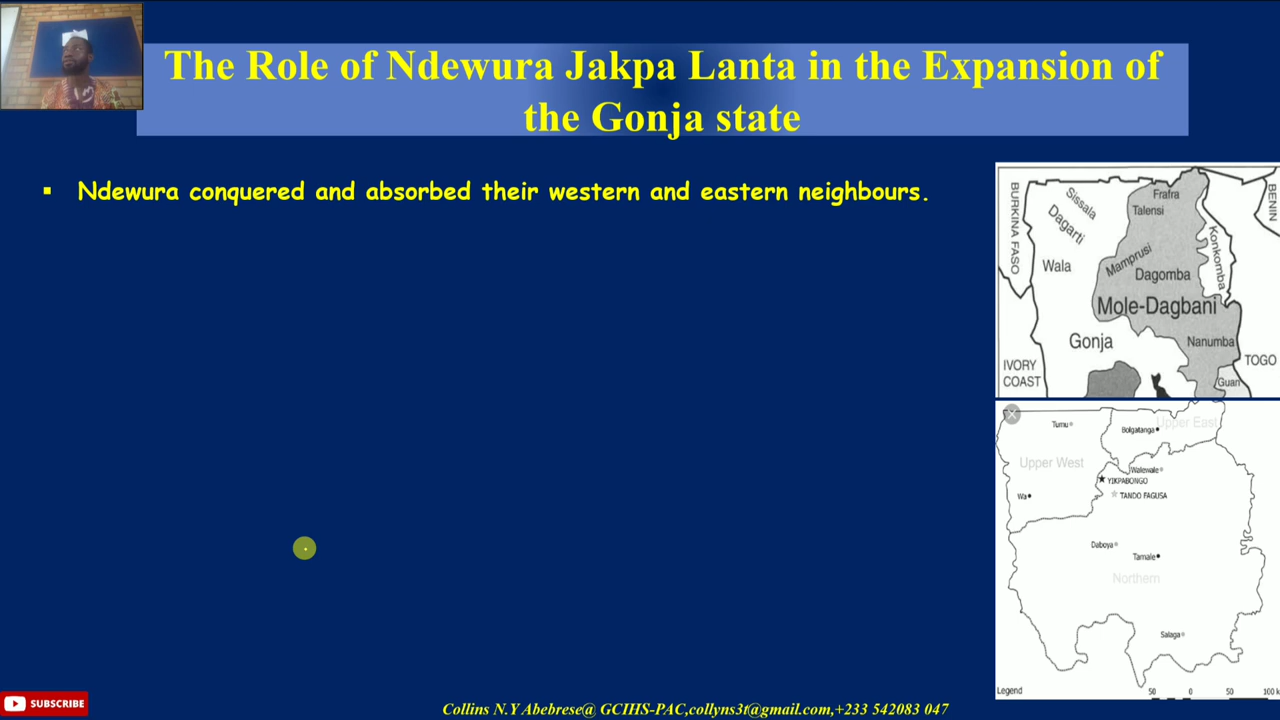 The Role of Ndewura Jakpa Lanta in the Expansion of
the Gonja state
▪ Ndewura conquered and absorbed their western and eastern neighbours.
BURKINA FASO
Sissala
Dagarti
Wala
Frafra
Talensi
Mamprusi
Dagomba
Konkomba
BENIN
Mole-Dagbani
Gonja
Nanumba
IVORY
COAST
TOGO
Guan
Tumu
Bolgatanga
Upper East
Upper West
Walewale
YIKPABONGO
Wa
TANDO FAGUSA
Daboya
Tamale
Northern
Salaga
Legend
50 0 50 100 k
SUBSCRIBE
Collins N.Y Abebrese@ GCIHS-PAC,collyns3t@gmail.com,+233 542083 047